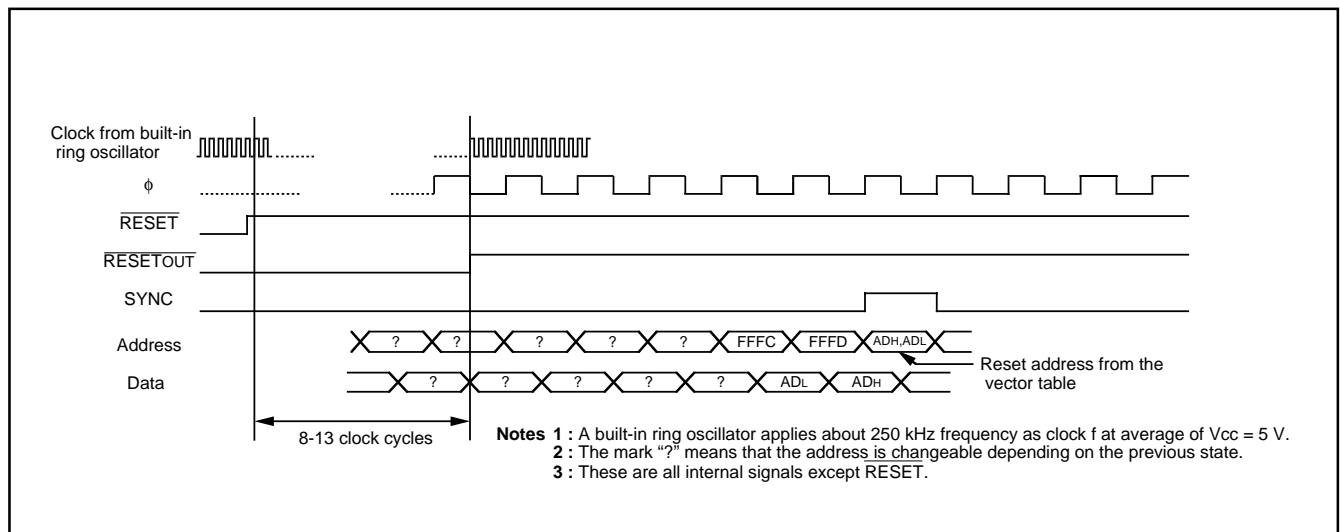 Clock from built-in
ring oscillator
ϕ
RESET
RESETOUT
SYNC
Address
? ? ? ? ? FFFC FFFD ADH,ADL
Data
? ? ? ? ? ADL ADH
Reset address from the
vector table
8-13 clock cycles
Notes 1 : A built-in ring oscillator applies about 250 kHz frequency as clock f at average of Vcc = 5 V.
2 : The mark “?” means that the address is changeable depending on the previous state.
3 : These are all internal signals except RESET.